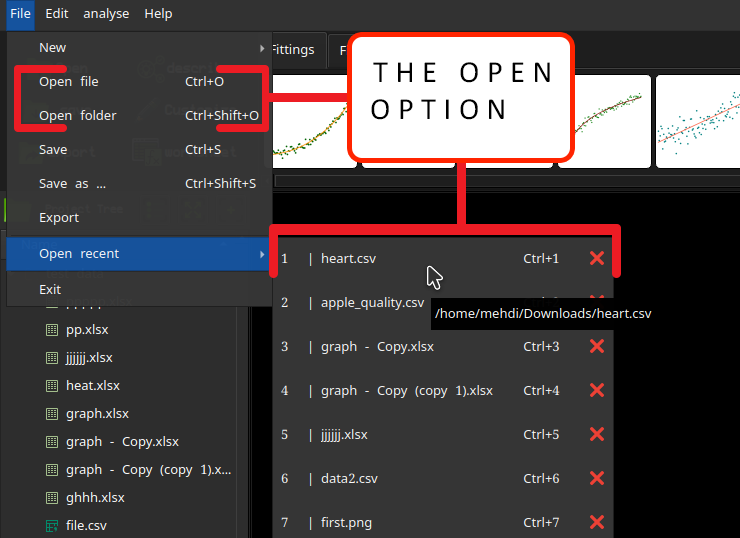 File Edit analyse Help
New
Fittings
Open file Ctrl+O
Open folder Ctrl+Shift+O
Save Ctrl+S
Save as ... Ctrl+Shift+S
Export
Open recent
Exit
THE OPEN
OPTION
1 | heart.csv Ctrl+1
2 | apple_quality.csv
/home/mehdi/Downloads/heart.csv
3 | graph - Copy.xlsx Ctrl+3
4 | graph - Copy (copy 1).xlsx Ctrl+4
5 | jjjjjj.xlsx Ctrl+5
6 | data2.csv Ctrl+6
7 | first.png Ctrl+7
pp.xlsx
jjjjjj.xlsx
heat.xlsx
graph.xlsx
graph - Copy.xlsx
graph - Copy (copy 1).x...
ghhh.xlsx
file.csv